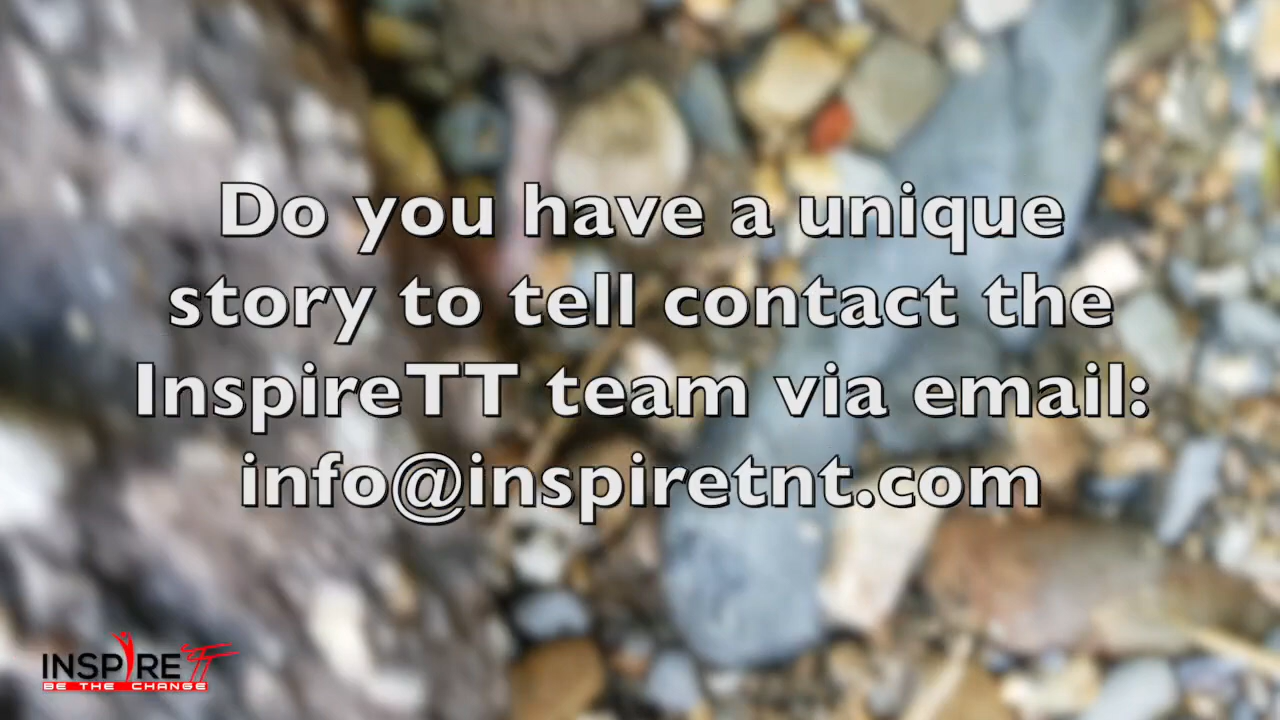 Do you have a unique
story to tell contact the
InspireTT team via email:
info@inspiretnt.com
INSPIRE TT
BE THE CHANGE